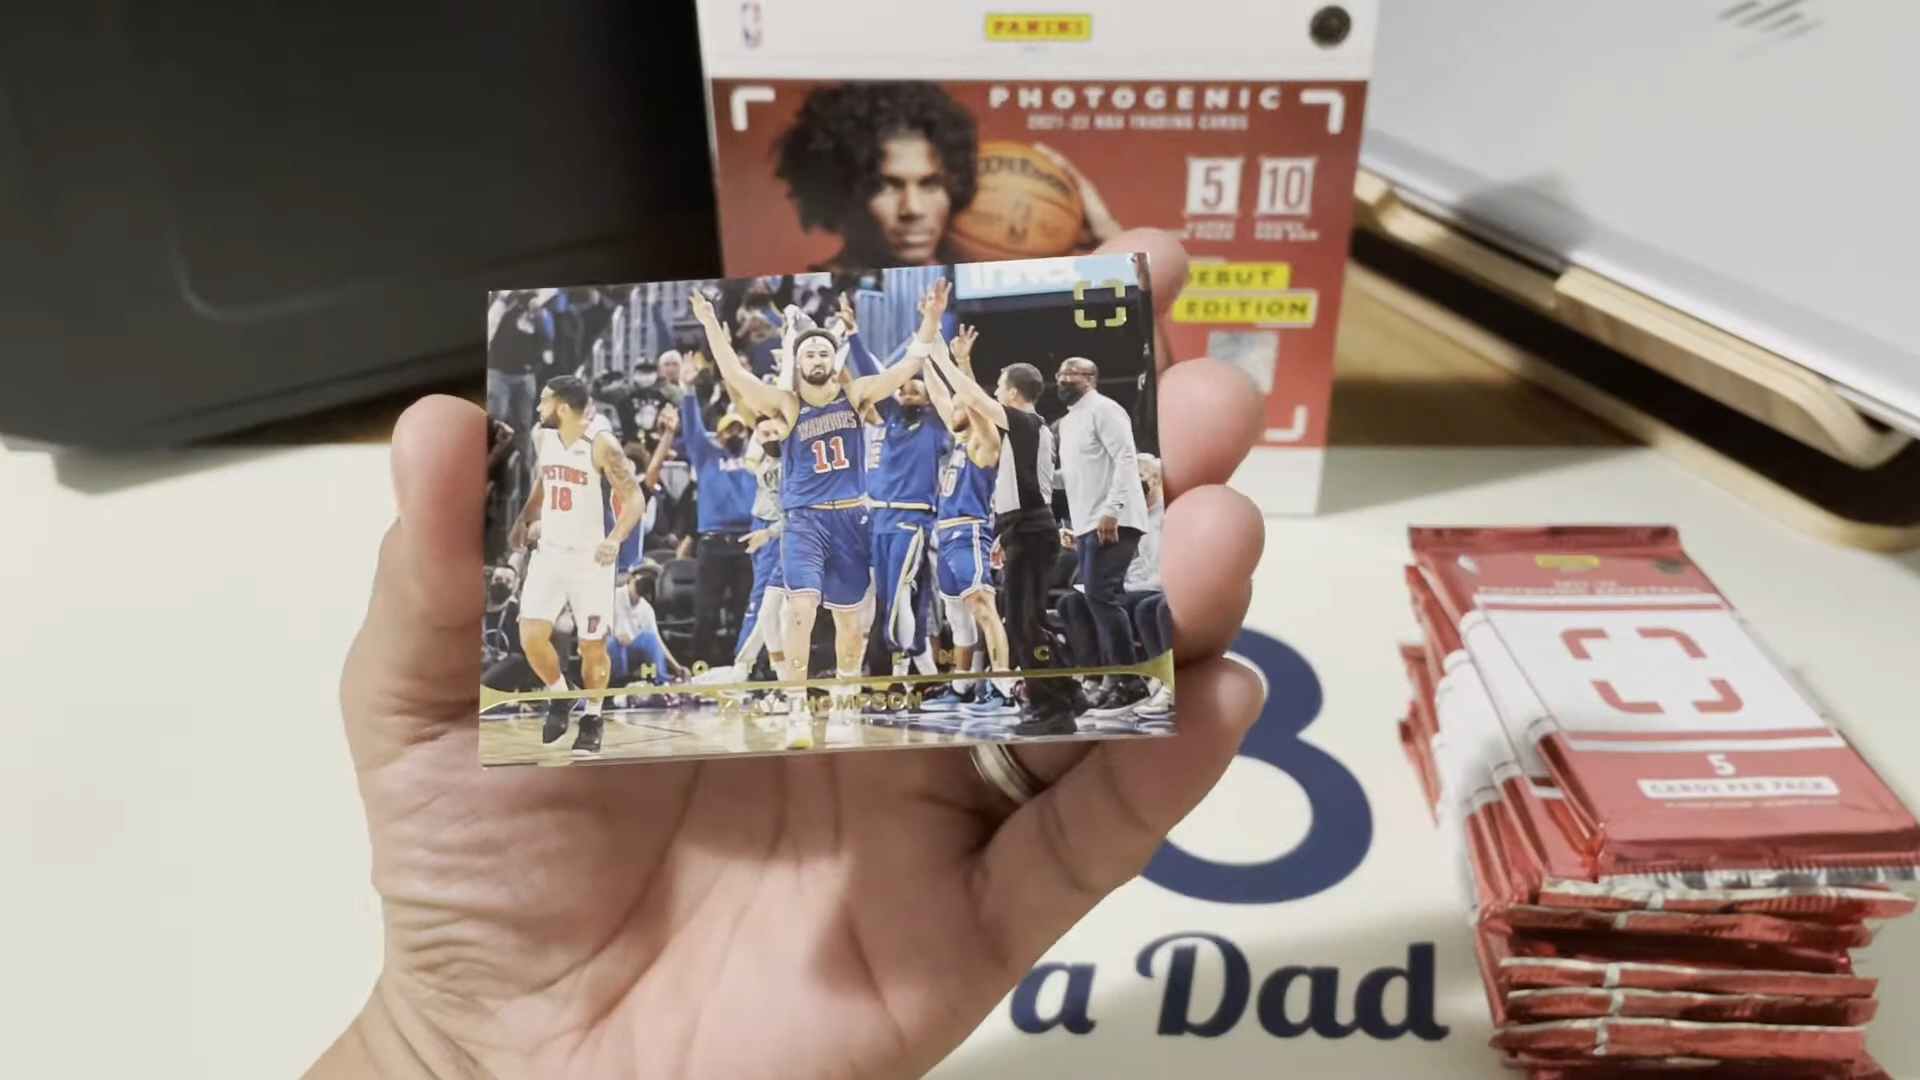 PANINI
PHOTOGENIC
2021-22 NBA TRADING CARDS
5 10
DEBUT
EDITION
WARRIORS
11
PISTONS
18
KLAY THOMPSON
5
CARDS PER PACK
a Dad